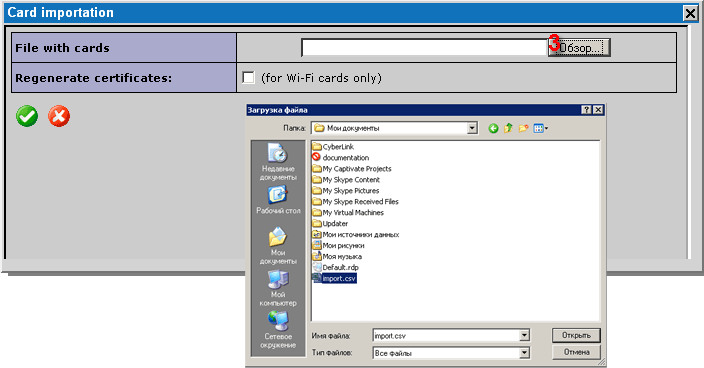 Card importation
File with cards
3
Обзор...
Regenerate certificates:
(for Wi-Fi cards only)
Загрузка файла
Папка:
Мои документы
Недавние документы
Рабочий стол
Мои документы
Мой компьютер
Сетевое окружение
CyberLink
documentation
My Captivate Projects
My Skype Content
My Skype Pictures
My Skype Received Files
My Virtual Machines
Updater
Мои источники данных
Мои рисунки
Моя музыка
Default.rdp
import.csv
Имя файла:
import.csv
Открыть
Тип файлов:
Все файлы
Отмена